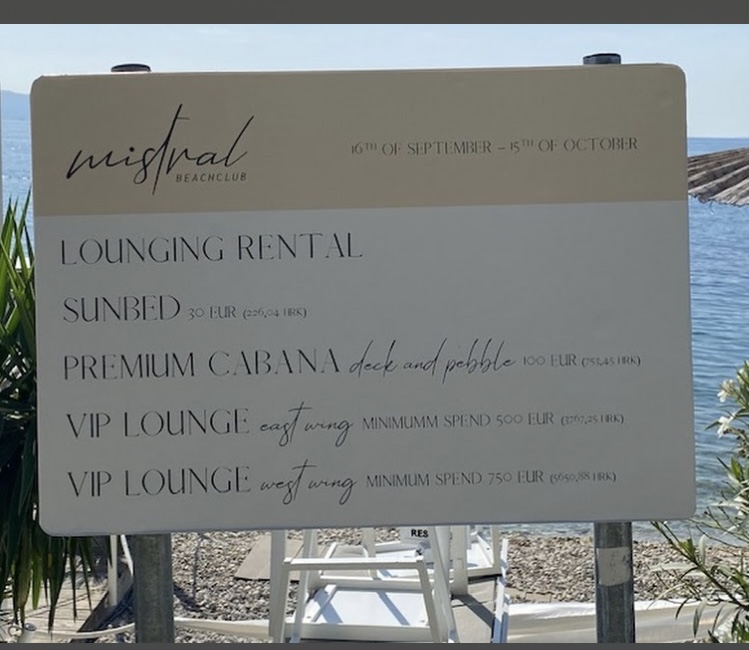 mistral
BEACHCLUB
16TH OF SEPTEMBER – 15TH OF OCTOBER
LOUNGING RENTAL
SUNBED 30 EUR (226,04 HRK)
PREMIUM CABANA deck and pebble 100 EUR (753,45 HRK)
VIP LOUNGE east wing MINIMUMM SPEND 500 EUR (3767,25 HRK)
VIP LOUNGE west wing MINIMUM SPEND 750 EUR (5650,88 HRK)
RES